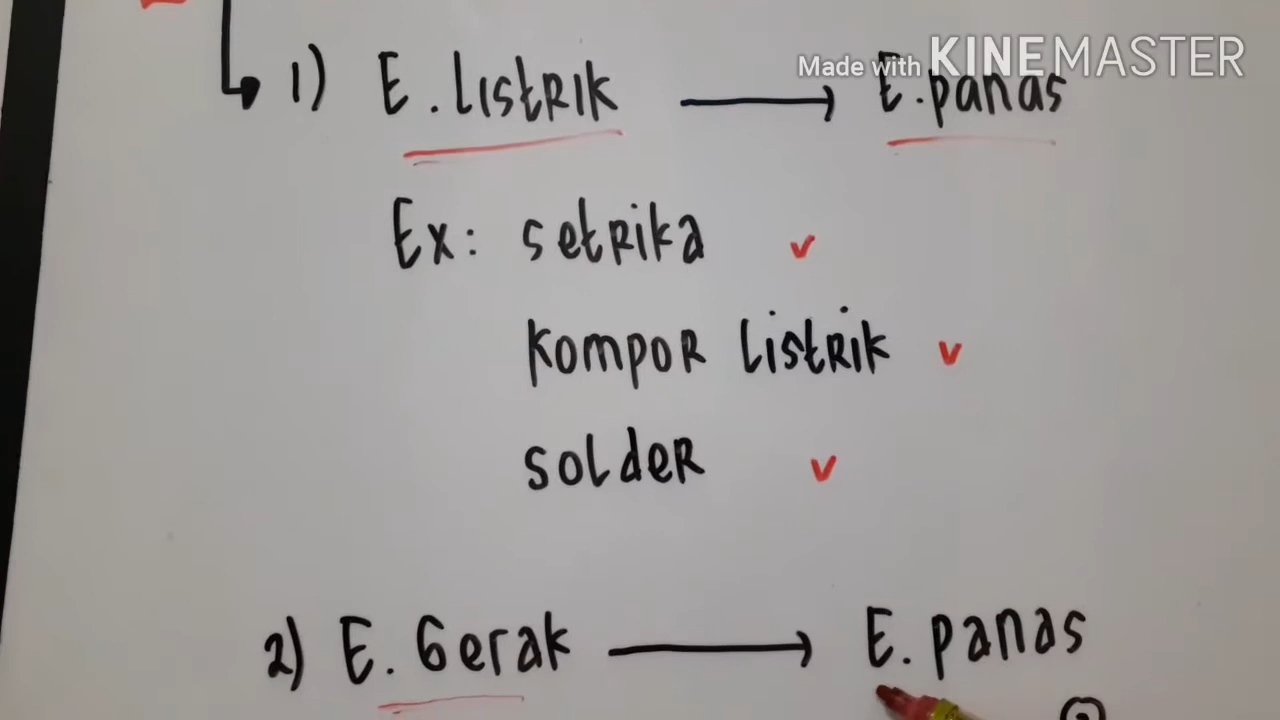 Made with KINEMASTER
1) E. Listrik → E. panas
Ex: setrika v
kompor listrik v
solder v
2) E. Gerak → E. panas